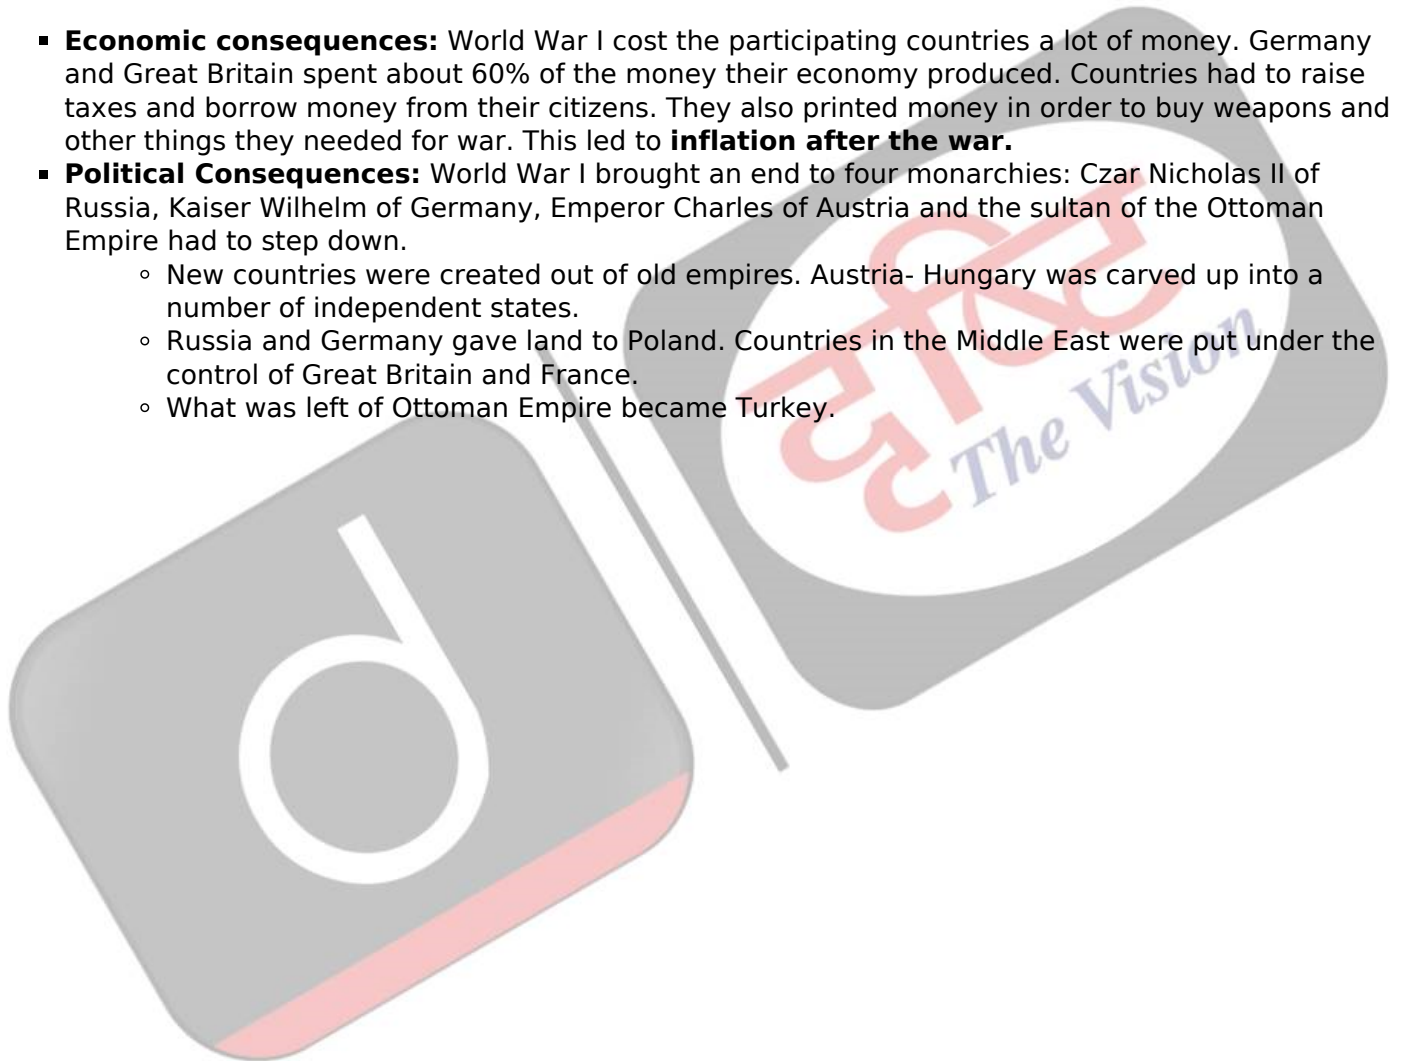 ▪ Economic consequences: World War I cost the participating countries a lot of money. Germany
and Great Britain spent about 60% of the money their economy produced. Countries had to raise
taxes and borrow money from their citizens. They also printed money in order to buy weapons and
other things they needed for war. This led to inflation after the war.
▪ Political Consequences: World War I brought an end to four monarchies: Czar Nicholas II of
Russia, Kaiser Wilhelm of Germany, Emperor Charles of Austria and the sultan of the Ottoman
Empire had to step down.
◦ New countries were created out of old empires. Austria- Hungary was carved up into a
number of independent states.
◦ Russia and Germany gave land to Poland. Countries in the Middle East were put under the
control of Great Britain and France.
◦ What was left of Ottoman Empire became Turkey.
d
दृष्टि
The Vision